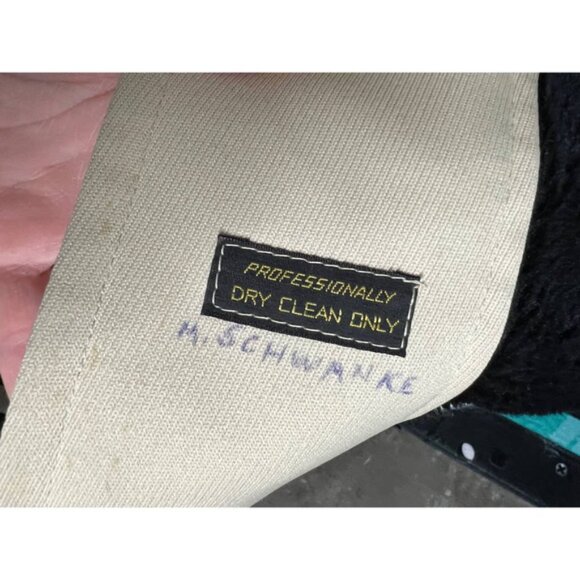 PROFESSIONALLY
DRY CLEAN ONLY
M. SCHWANKE